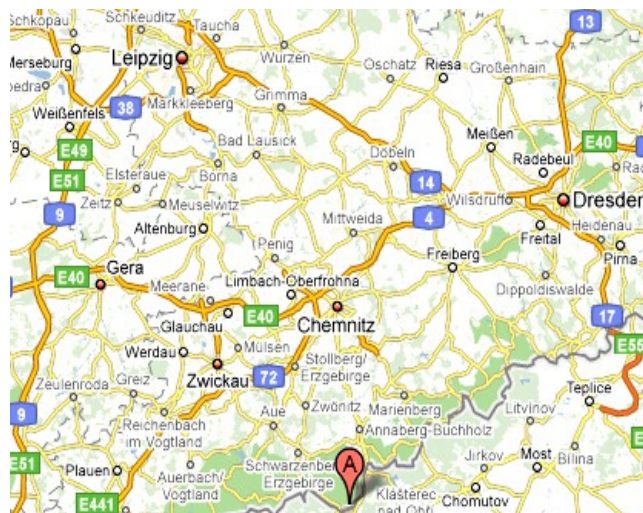 13
Schkopau
Schkeuditz
Taucha
Leipzig
Wurzen
Oschatz
Riesa
Großenhain
Merseburg
Markkleeberg
Grimma
38
Weißenfels
E49
E51
Bad Lausick
Meißen
E40
Radebeul
Döbeln
14
Elsteraue
Borna
9
Zeitz
Meuselwitz
Wilsdruff
Dresden
Altenburg
Mittweida
4
Freital
Heidenau
Pirna
Penig
Freiberg
E40
Gera
Meerane
Limbach-Oberfrohna
Dippoldiswalde
Glauchau
E40
Chemnitz
17
E55
Werdau
Mülsen
Zwickau
72
Stollberg/
Erzgebirge
Teplice
Zeulenroda
Greiz
Marienberg
Litvínov
9
Reichenbach
im Vogtland
Aue
Zwönitz
Annaberg-Buchholz
E51
Plauen
Auerbach/
Vogtland
Schwarzenberg
Erzgebirge
A
Jirkov
Most
Bílina
Klášterec
nad Ohří
Chomutov
E441